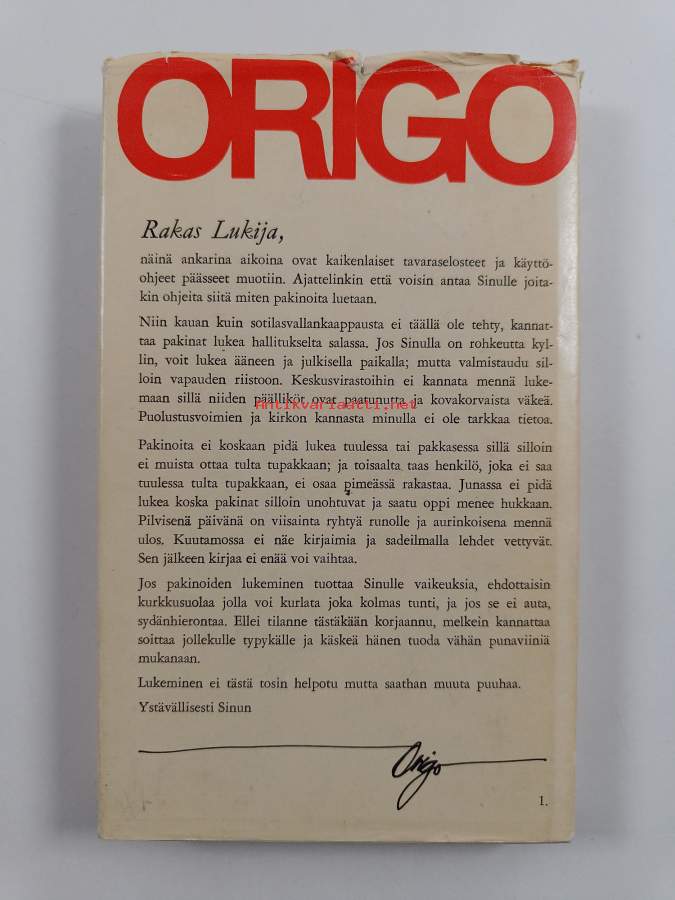 ORIGO
Rakas Lukija,
näinä ankarina aikoina ovat kaikenlaiset tavaraselosteet ja käyttö-
ohjeet päässeet muotiin. Ajattelinkin että voisin antaa Sinulle joita-
kin ohjeita siitä miten pakinoita luetaan.
Niin kauan kuin sotilasvallankaappausta ei täällä ole tehty, kannat-
taa pakinat lukea hallitukselta salassa. Jos Sinulla on rohkeutta kyl-
lin, voit lukea ääneen ja julkisella paikalla; mutta valmistaudu sil-
loin vapauden riistoon. Keskusvirastoihin ei kannata mennä luke-
maan sillä niiden päälliköt ovat paatunutta ja kovakorvaista väkeä.
Antikvariaatti.net
Puolustusvoimien ja kirkon kannasta minulla ei ole tarkkaa tietoa.
Pakinoita ei koskaan pidä lukea tuulessa tai pakkasessa sillä silloin
ei muista ottaa tulta tupakkaan; ja toisaalta taas henkilö, joka ei saa
tuulessa tulta tupakkaan, ei osaa pimeässä rakastaa. Junassa ei pidä
lukea koska pakinat silloin unohtuvat ja saatu oppi menee hukkaan.
Pilvisenä päivänä on viisainta ryhtyä runolle ja aurinkoisena mennä
ulos. Kuutamossa ei näe kirjaimia ja sadeilmalla lehdet vettyvät.
Sen jälkeen kirjaa ei enää voi vaihtaa.
Jos pakinoiden lukeminen tuottaa Sinulle vaikeuksia, ehdottaisin
kurkkusuolaa jolla voi kurlata joka kolmas tunti, ja jos se ei auta,
sydänhierontaa. Ellei tilanne tästäkään korjaannu, melkein kannattaa
soittaa jollekulle typykälle ja käskeä hänen tuoda vähän punaviiniä
mukanaan.
Lukeminen ei tästä tosin helpotu mutta saathan muuta puuhaa.
Ystävällisesti Sinun
Origo
1.